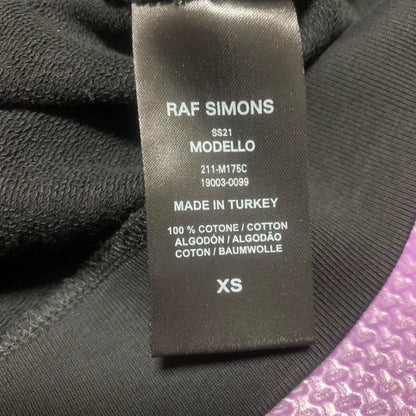 RAF SIMONS
SS21
MODELLO
211-M175C
19003-0099
MADE IN TURKEY
100 % COTONE / COTTON
ALGODÓN / ALGODÃO
COTON / BAUMWOLLE
XS